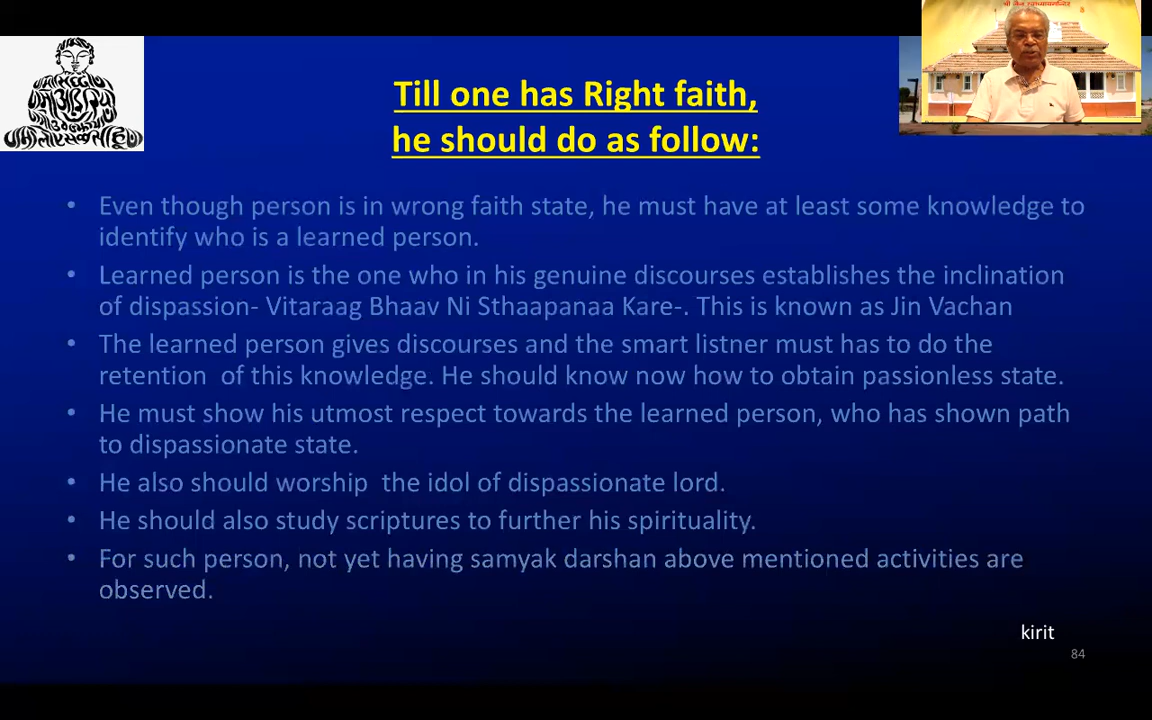 श्री जैन स्वाध्याय मन्दिर
Till one has Right faith,
he should do as follow:
• Even though person is in wrong faith state, he must have at least some knowledge to
identify who is a learned person.
• Learned person is the one who in his genuine discourses establishes the inclination
of dispassion- Vitaraag Bhaav Ni Sthaapanaa Kare-. This is known as Jin Vachan
• The learned person gives discourses and the smart listner must has to do the
retention of this knowledge. He should know now how to obtain passionless state.
• He must show his utmost respect towards the learned person, who has shown path
to dispassionate state.
• He also should worship the idol of dispassionate lord.
• He should also study scriptures to further his spirituality.
• For such person, not yet having samyak darshan above mentioned activities are
observed.
kirit
84